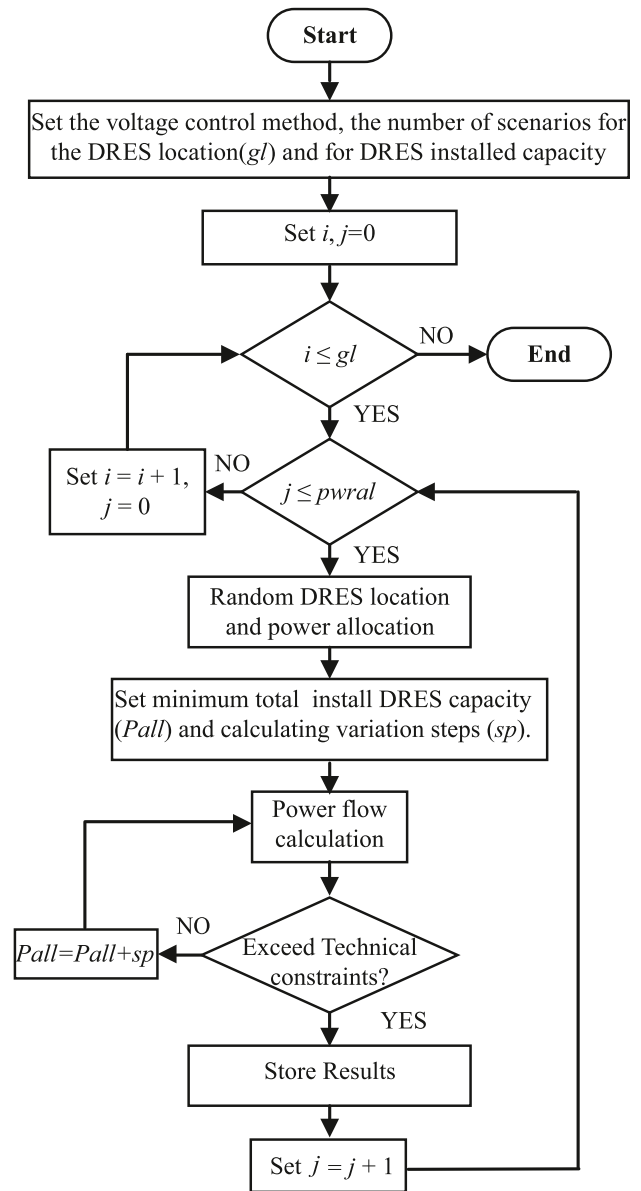 Start
Set the voltage control method, the number of scenarios for
the DRES location(gl) and for DRES installed capacity
Set i, j=0
i ≤ gl
NO
End
YES
Set i = i + 1,
j = 0
NO
j ≤ pwral
YES
Random DRES location
and power allocation
Set minimum total install DRES capacity
(Pall) and calculating variation steps (sp).
Power flow
calculation
Pall=Pall+sp
NO
Exceed Technical
constraints?
YES
Store Results
Set j = j + 1